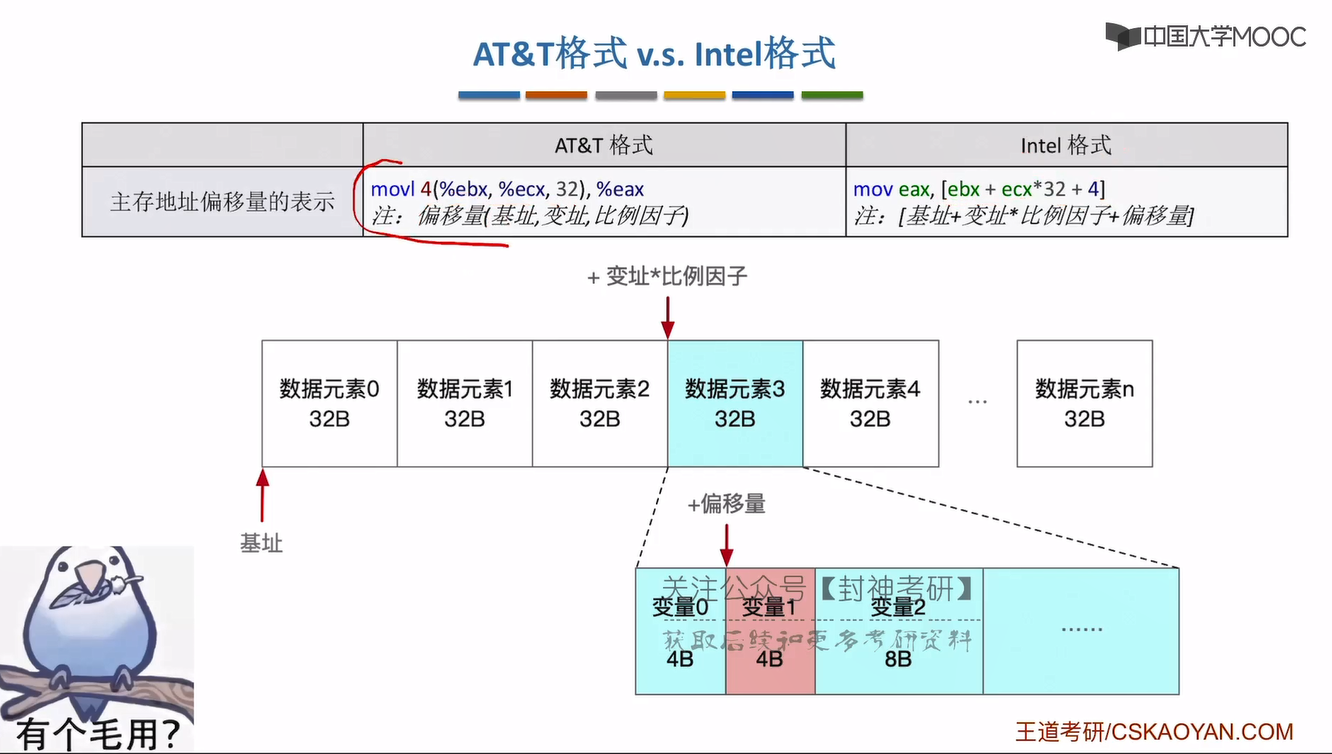 中国大学MOOC
AT&T格式 v.s. Intel格式
AT&T 格式
Intel 格式
主存地址偏移量的表示
movl 4(%ebx, %ecx, 32), %eax
注：偏移量(基址,变址,比例因子)
mov eax, [ebx + ecx*32 + 4]
注：[基址+变址*比例因子+偏移量]
+ 变址*比例因子
数据元素0
32B
数据元素1
32B
数据元素2
32B
数据元素3
32B
数据元素4
32B
...
数据元素n
32B
+偏移量
基址
关注公众号【封神考研】
变量0
变量1
变量2
......
获取后续和更多考研资料
4B
4B
8B
有个毛用?
王道考研/CSKAOYAN.COM